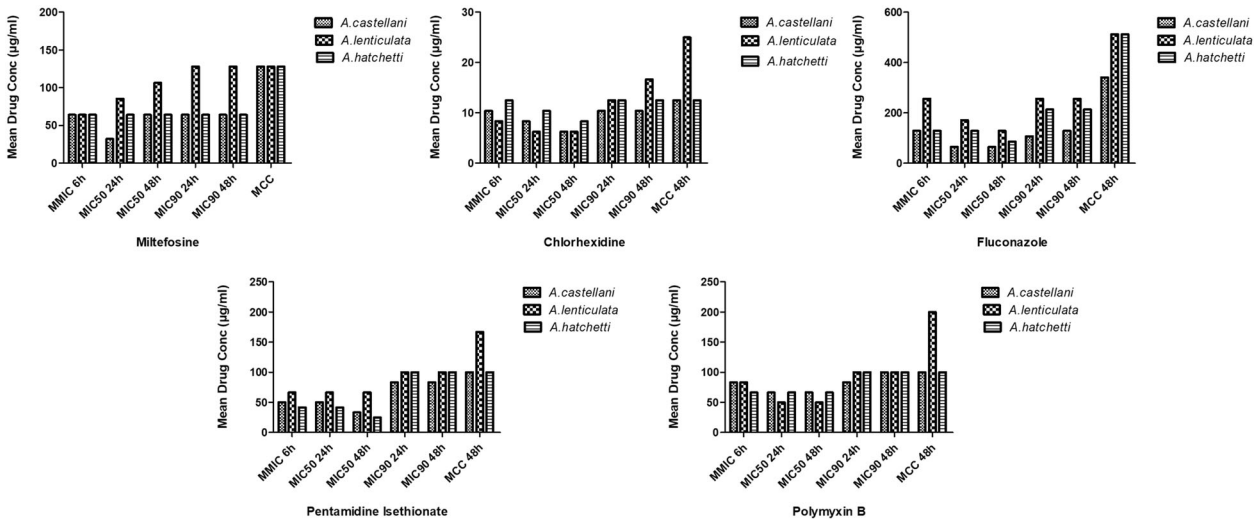 200
150
100
50
0
Mean Drug Conc (µg/ml)
MMIC 6h
MIC50 24h
MIC50 48h
MIC90 24h
MIC90 48h
MCC
Miltefosine
A.castellani
A.lenticulata
A.hatchetti
30
20
10
0
Mean Drug Conc (µg/ml)
MMIC 6h
MIC50 24h
MIC50 48h
MIC90 24h
MIC90 48h
MCC 48h
Chlorhexidine
A.castellani
A.lenticulata
A.hatchetti
600
400
200
0
Mean Drug Conc (µg/ml)
MMIC 6h
MIC50 24h
MIC50 48h
MIC90 24h
MIC90 48h
MCC 48h
Fluconazole
A.castellani
A.lenticulata
A.hatchetti
250
200
150
100
50
0
Mean Drug Conc (µg/ml)
MMIC 6h
MIC50 24h
MIC50 48h
MIC90 24h
MIC90 48h
MCC 48h
Pentamidine Isethionate
A.castellani
A.lenticulata
A.hatchetti
250
200
150
100
50
0
Mean Drug Conc (µg/ml)
MMIC 6h
MIC50 24h
MIC50 48h
MIC90 24h
MIC90 48h
MCC 48h
Polymyxin B
A.castellani
A.lenticulata
A.hatchetti